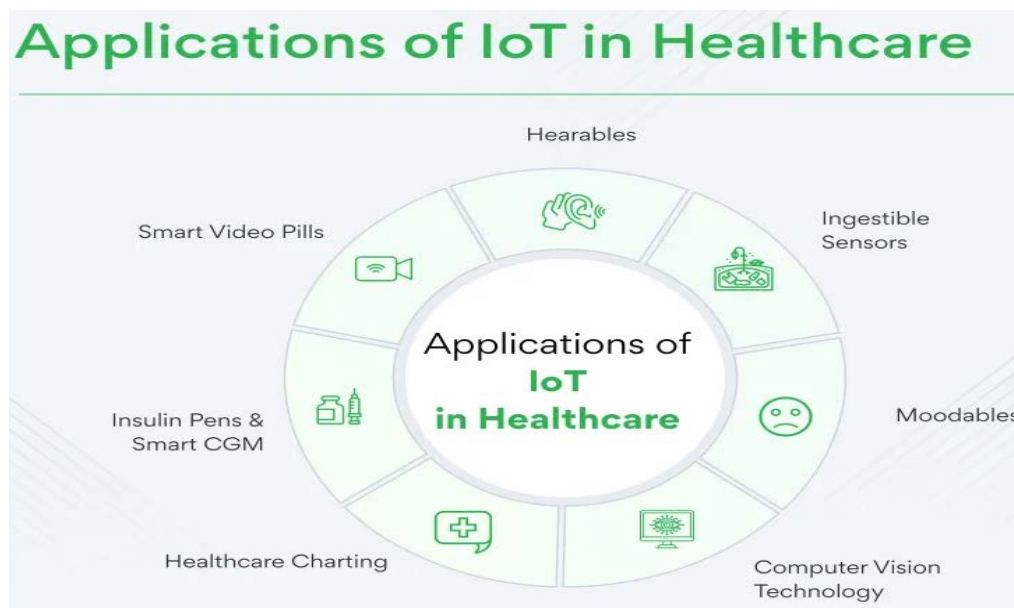 Applications of IoT in Healthcare
Hearables
Ingestible
Sensors
Smart Video Pills
Applications of
IoT
in Healthcare
Moodables
Insulin Pens &
Smart CGM
Healthcare Charting
Computer Vision
Technology